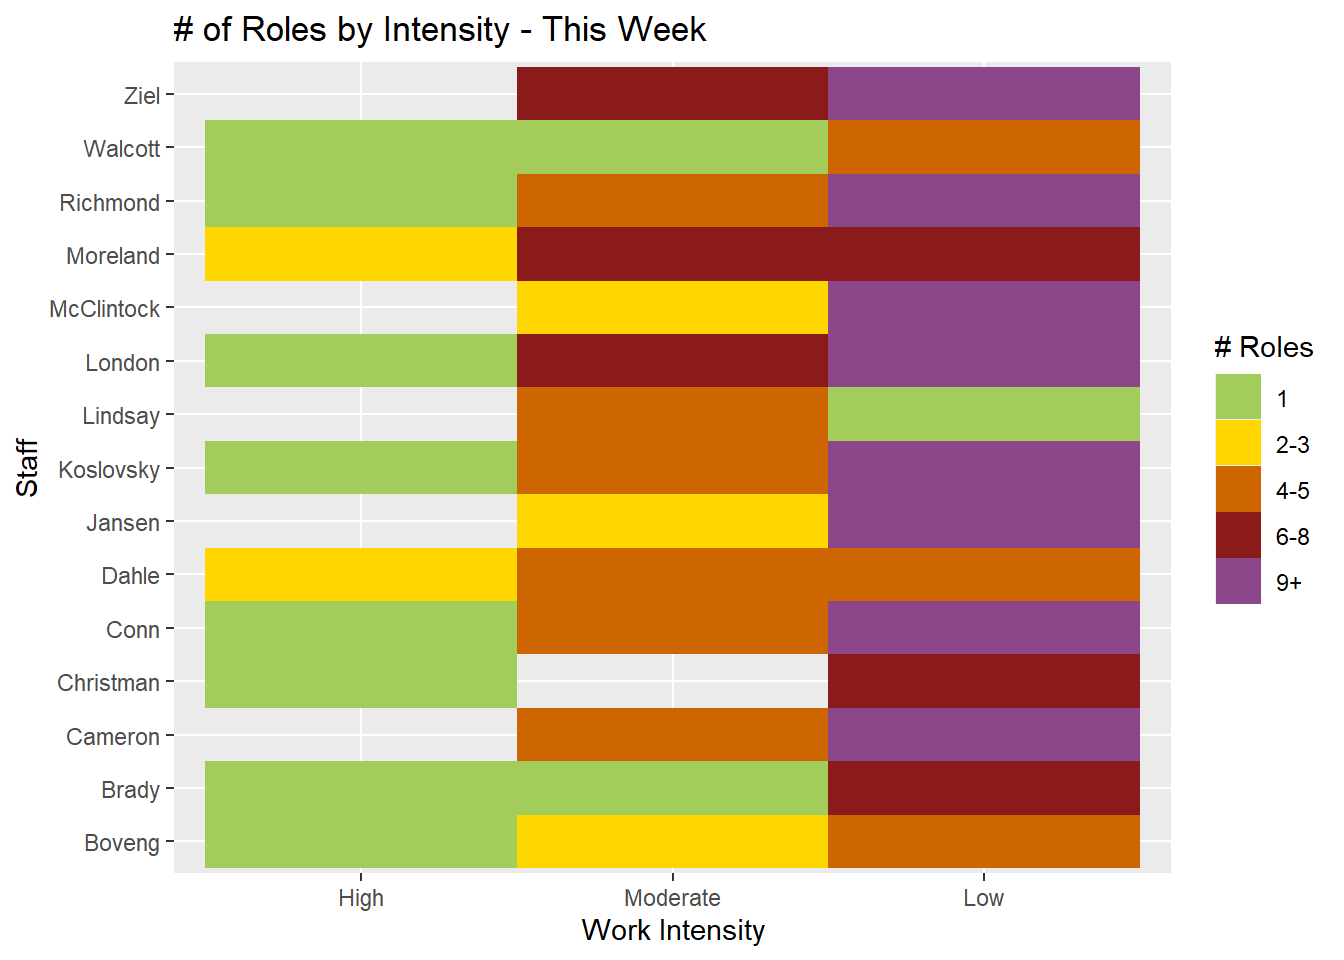 # of Roles by Intensity - This Week
Staff
Ziel
Walcott
Richmond
Moreland
McClintock
London
Lindsay
Koslovsky
Jansen
Dahle
Conn
Christman
Cameron
Brady
Boveng
High Moderate Low
Work Intensity
# Roles
1
2-3
4-5
6-8
9+